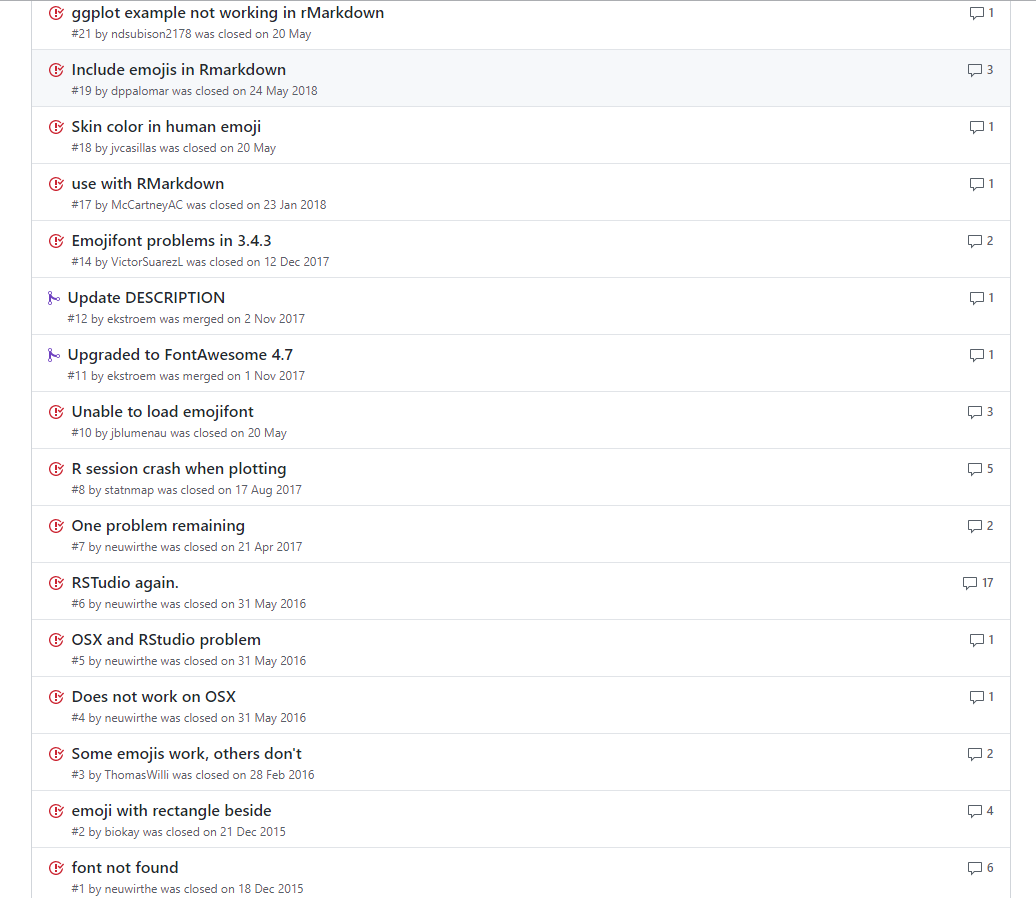 ggplot example not working in rMarkdown 1
#21 by ndsubison2178 was closed on 20 May
Include emojis in Rmarkdown 3
#19 by dppalomar was closed on 24 May 2018
Skin color in human emoji 1
#18 by jvcasillas was closed on 20 May
use with RMarkdown 1
#17 by McCartneyAC was closed on 23 Jan 2018
Emojifont problems in 3.4.3 2
#14 by VictorSuarezL was closed on 12 Dec 2017
Update DESCRIPTION 1
#12 by ekstroem was merged on 2 Nov 2017
Upgraded to FontAwesome 4.7 1
#11 by ekstroem was merged on 1 Nov 2017
Unable to load emojifont 3
#10 by jblumenau was closed on 20 May
R session crash when plotting 5
#8 by statnmap was closed on 17 Aug 2017
One problem remaining 2
#7 by neuwirthe was closed on 21 Apr 2017
RSTudio again. 17
#6 by neuwirthe was closed on 31 May 2016
OSX and RStudio problem 1
#5 by neuwirthe was closed on 31 May 2016
Does not work on OSX 1
#4 by neuwirthe was closed on 31 May 2016
Some emojis work, others don't 2
#3 by ThomasWilli was closed on 28 Feb 2016
emoji with rectangle beside 4
#2 by biokay was closed on 21 Dec 2015
font not found 6
#1 by neuwirthe was closed on 18 Dec 2015